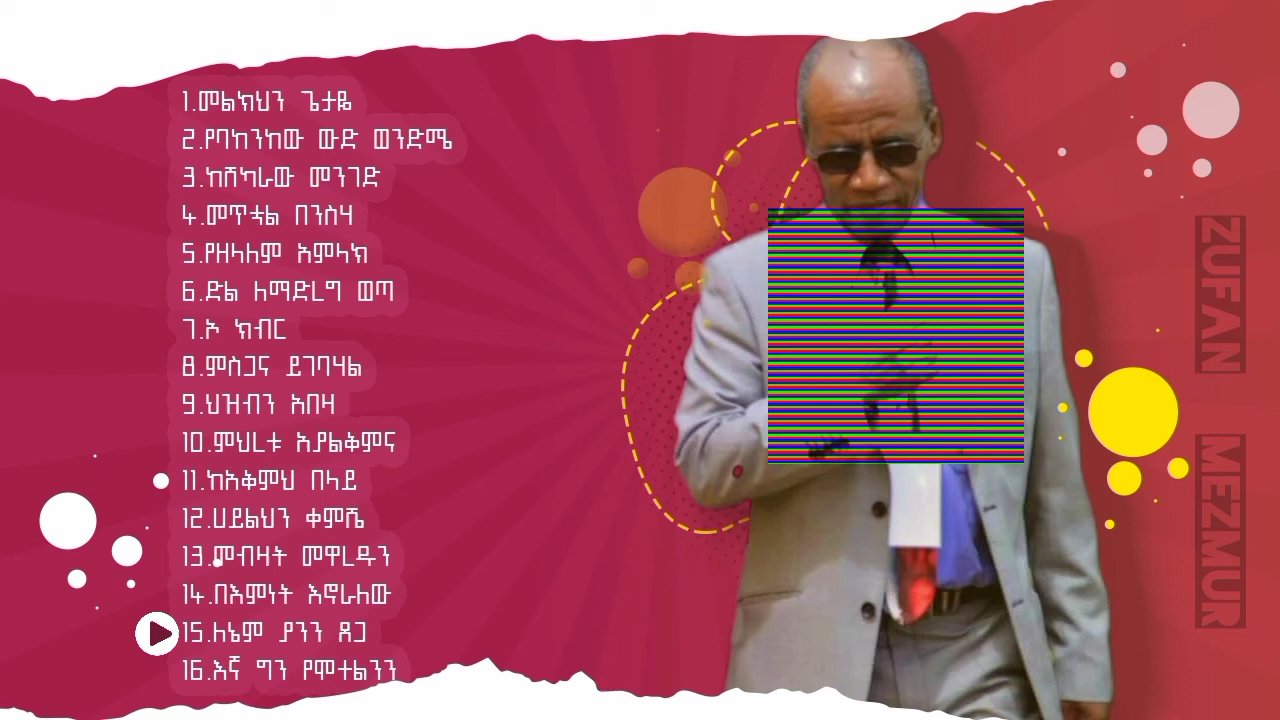 1.መልክህን ጌታዬ
2.የባከንከው ውድ ወንድሜ
3.ከሸካራው መንገድ
4.መጥቷል በንስሃ
5.የዘላለም አምላክ
6.ድል ለማድረግ ወጣ
7.ኦ ክብር
8.ምስጋና ይገባሃል
9.ህዝብን አበዛ
10.ምህረቱ አያልቅምና
11.ከአቅምህ በላይ
12.ሀይልህን ቀምሼ
13.መብዛት መዋረዱን
14.በእምነት እኖራለው
15.ለኔም ያንን ጸጋ
16.እኛ ግን የሞተልንን
ZUFAN MEZMUR